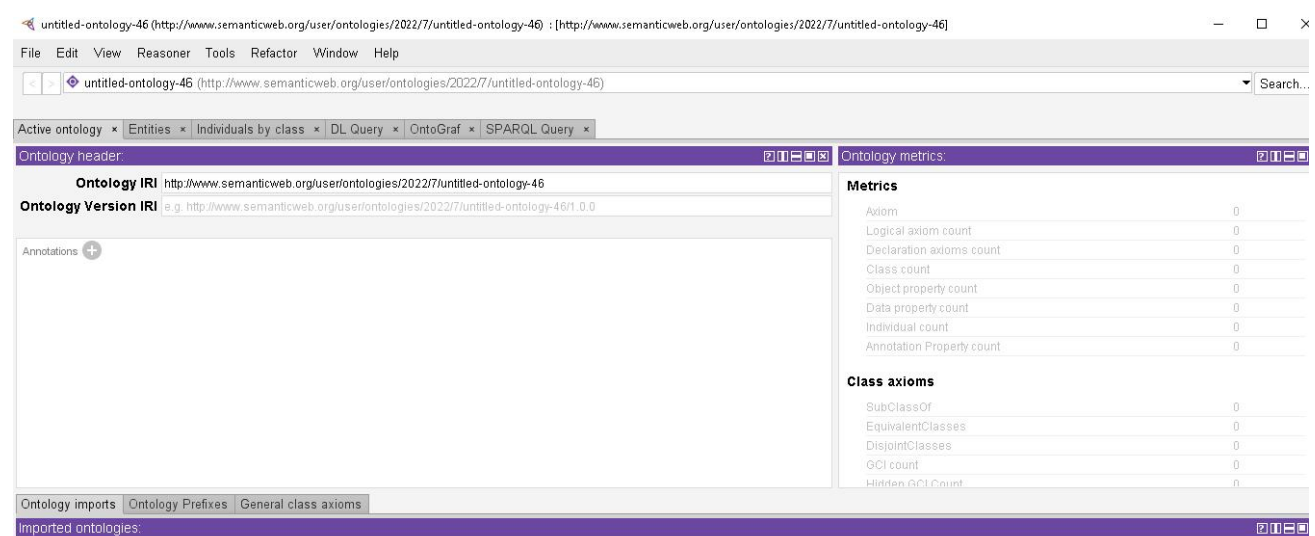 untitled-ontology-46 (http://www.semanticweb.org/user/ontologies/2022/7/untitled-ontology-46) : [http://www.semanticweb.org/user/ontologies/2022/7/untitled-ontology-46]
File Edit View Reasoner Tools Refactor Window Help
< > untitled-ontology-46 (http://www.semanticweb.org/user/ontologies/2022/7/untitled-ontology-46) Search...
Active ontology × Entities × Individuals by class × DL Query × OntoGraf × SPARQL Query ×
Ontology header:
Ontology IRI http://www.semanticweb.org/user/ontologies/2022/7/untitled-ontology-46
Ontology Version IRI e.g. http://www.semanticweb.org/user/ontologies/2022/7/untitled-ontology-46/1.0.0
Annotations
Ontology metrics:
Metrics
Axiom 0
Logical axiom count 0
Declaration axioms count 0
Class count 0
Object property count 0
Data property count 0
Individual count 0
Annotation Property count 0
Class axioms
SubClassOf 0
EquivalentClasses 0
DisjointClasses 0
GCI count 0
Hidden GCI Count 0
Ontology imports Ontology Prefixes General class axioms
Imported ontologies: